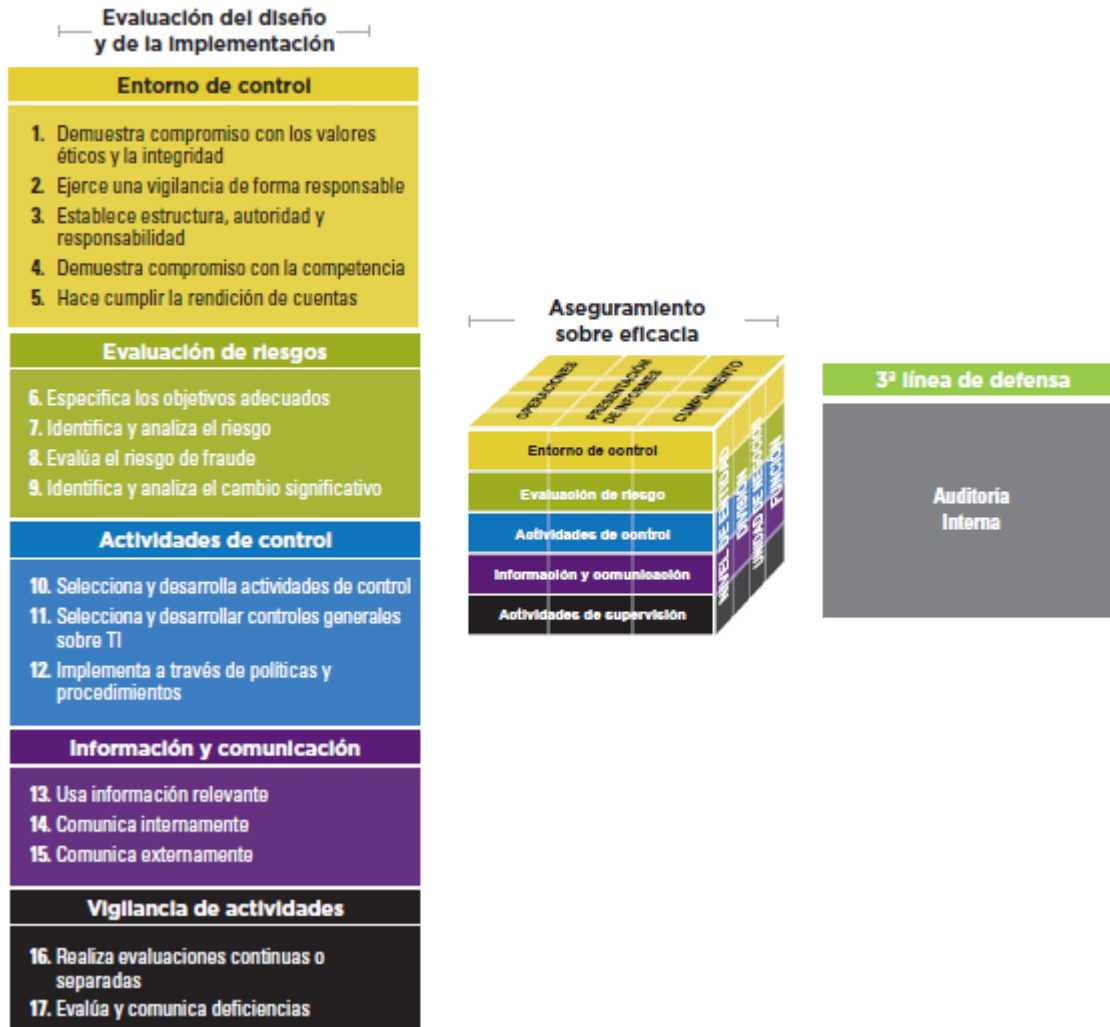 Evaluación del diseño
y de la implementación
Entorno de control
1. Demuestra compromiso con los valores
éticos y la integridad
2. Ejerce una vigilancia de forma responsable
3. Establece estructura, autoridad y
responsabilidad
4. Demuestra compromiso con la competencia
5. Hace cumplir la rendición de cuentas
Evaluación de riesgos
6. Especifica los objetivos adecuados
7. Identifica y analiza el riesgo
8. Evalúa el riesgo de fraude
9. Identifica y analiza el cambio significativo
Actividades de control
10. Selecciona y desarrolla actividades de control
11. Selecciona y desarrollar controles generales
sobre TI
12. Implementa a través de políticas y
procedimientos
Información y comunicación
13. Usa información relevante
14. Comunica internamente
15. Comunica externamente
Vigilancia de actividades
16. Realiza evaluaciones continuas o
separadas
17. Evalúa y comunica deficiencias
Aseguramiento
sobre eficacia
OPERACIONES
PRESENTACIÓN
DE INFORMES
CUMPLIMIENTO
Entorno de control
Evaluación de riesgo
Actividades de control
Información y comunicación
Actividades de supervisión
NIVEL DE ENTIDAD
DIVISIÓN
UNIDAD DE NEGOCIOS
FUNCIÓN
3ª línea de defensa
Auditoría
Interna